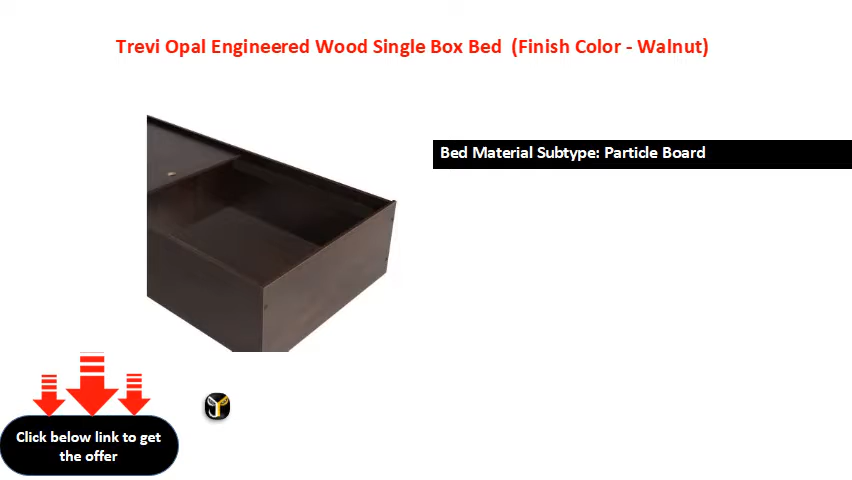 Trevi Opal Engineered Wood Single Box Bed (Finish Color - Walnut)
Bed Material Subtype: Particle Board
Click below link to get
the offer